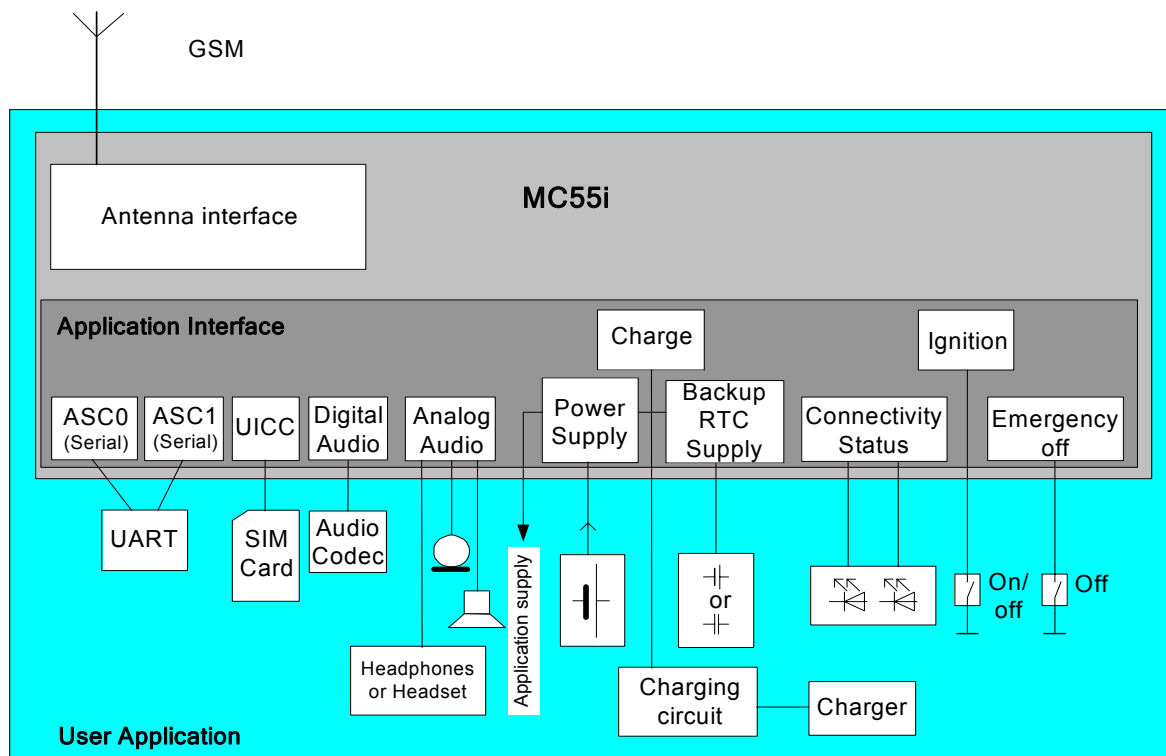 GSM
MC55i
Antenna interface
Application Interface
Charge
Ignition
ASC0
(Serial)
ASC1
(Serial)
UICC
Digital
Audio
Analog
Audio
Power
Supply
Backup
RTC
Supply
Connectivity
Status
Emergency
off
UART
SIM
Card
Audio
Codec
Application supply
or
On/
off
Off
Headphones
or Headset
Charging
circuit
Charger
User Application